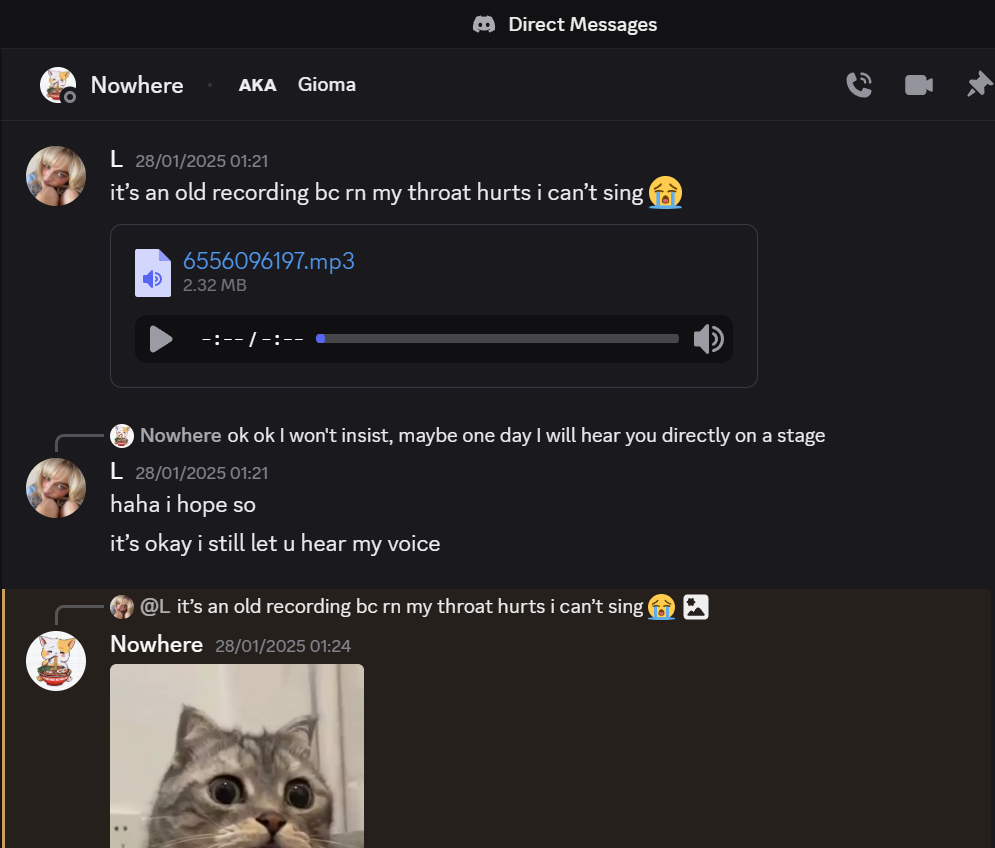 Direct Messages
Nowhere AKA Gioma
L 28/01/2025 01:21
it’s an old recording bc rn my throat hurts i can’t sing 😭
6556096197.mp3
2.32 MB
-:-- / -:--
Nowhere ok ok I won't insist, maybe one day I will hear you directly on a stage
L 28/01/2025 01:21
haha i hope so
it’s okay i still let u hear my voice
@L it’s an old recording bc rn my throat hurts i can’t sing 😭
Nowhere 28/01/2025 01:24